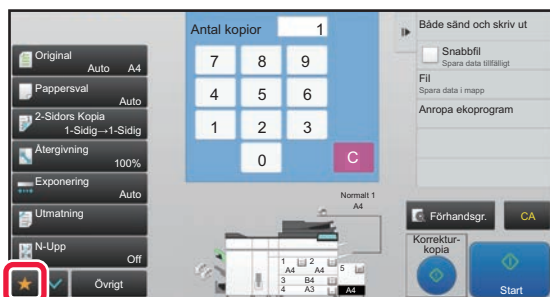 Original
Auto A4
Pappersval
Auto
2-Sidors Kopia
1-Sidig→1-Sidig
Återgivning
100%
Exponering
Auto
Utmatning
N-Upp
Off
Övrigt
Antal kopior 1
7 8 9
4 5 6
1 2 3
0 C
Normalt 1
A4
1 2
A4 A4 5
3 B4
4 A3 A4
Både sänd och skriv ut
Snabbfil
Spara data tillfälligt
Fil
Spara data i mapp
Anropa ekoprogram
Förhandsgr. CA
Korrektur-
kopia
Start